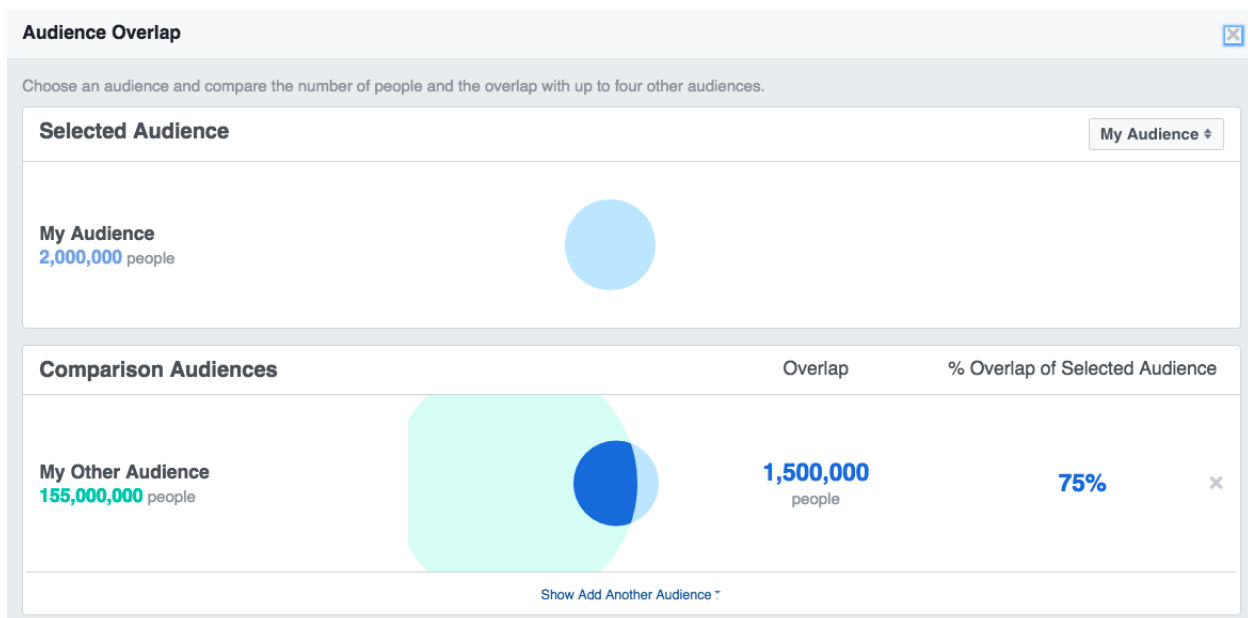 Audience Overlap
Choose an audience and compare the number of people and the overlap with up to four other audiences.
Selected Audience
My Audience
My Audience
2,000,000 people
Comparison Audiences
Overlap
% Overlap of Selected Audience
My Other Audience
155,000,000 people
1,500,000
people
75%
Show Add Another Audience